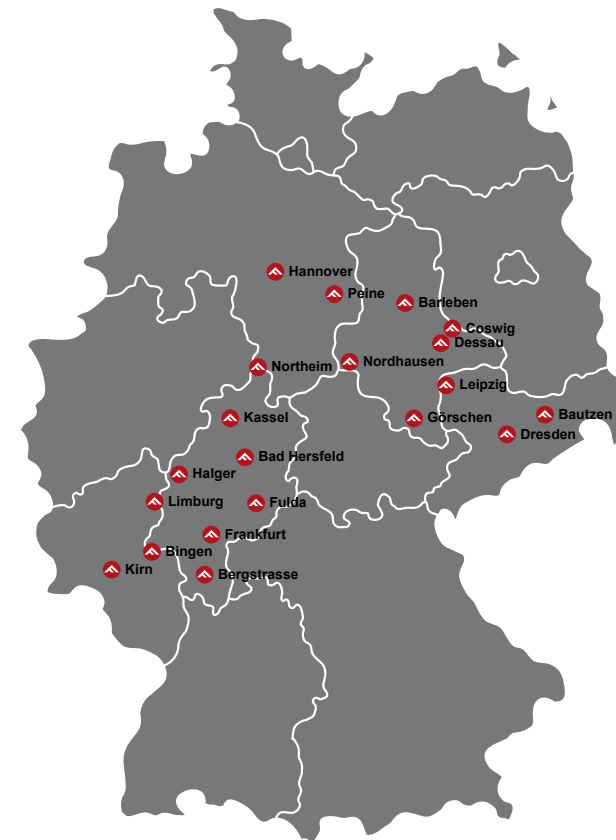 Hannover
Peine
Barleben
Coswig
Dessau
Nordhausen
Northeim
Leipzig
Bautzen
Kassel
Görschen
Dresden
Bad Hersfeld
Halger
Limburg
Fulda
Frankfurt
Bingen
Kirn
Bergstrasse